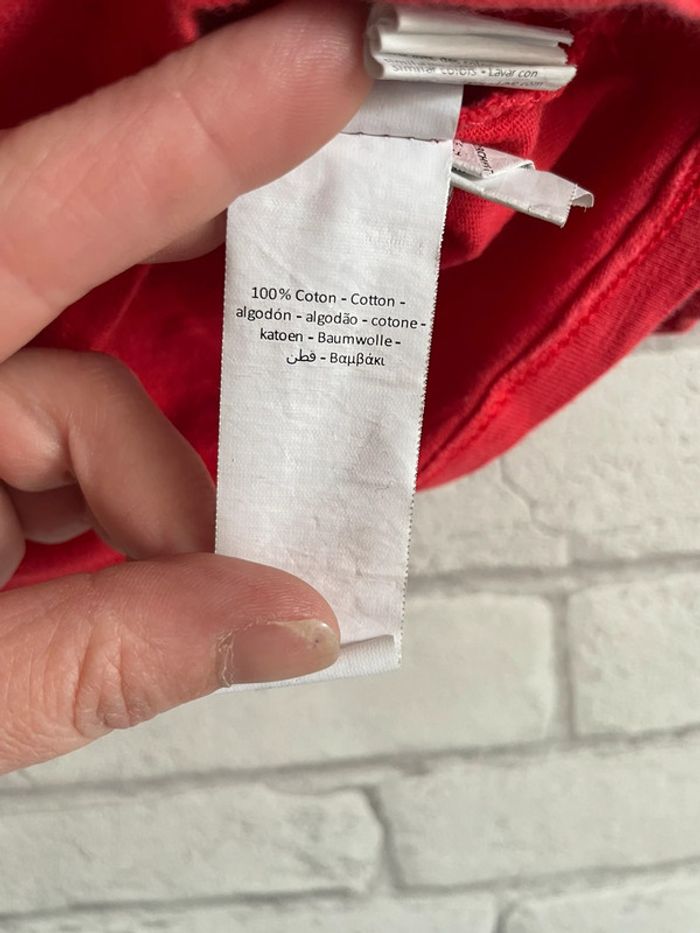 similar colors - Lavar con
100% Coton - Cotton -
algodón - algodão - cotone -
katoen - Baumwolle -
قطن - Βαμβάκι